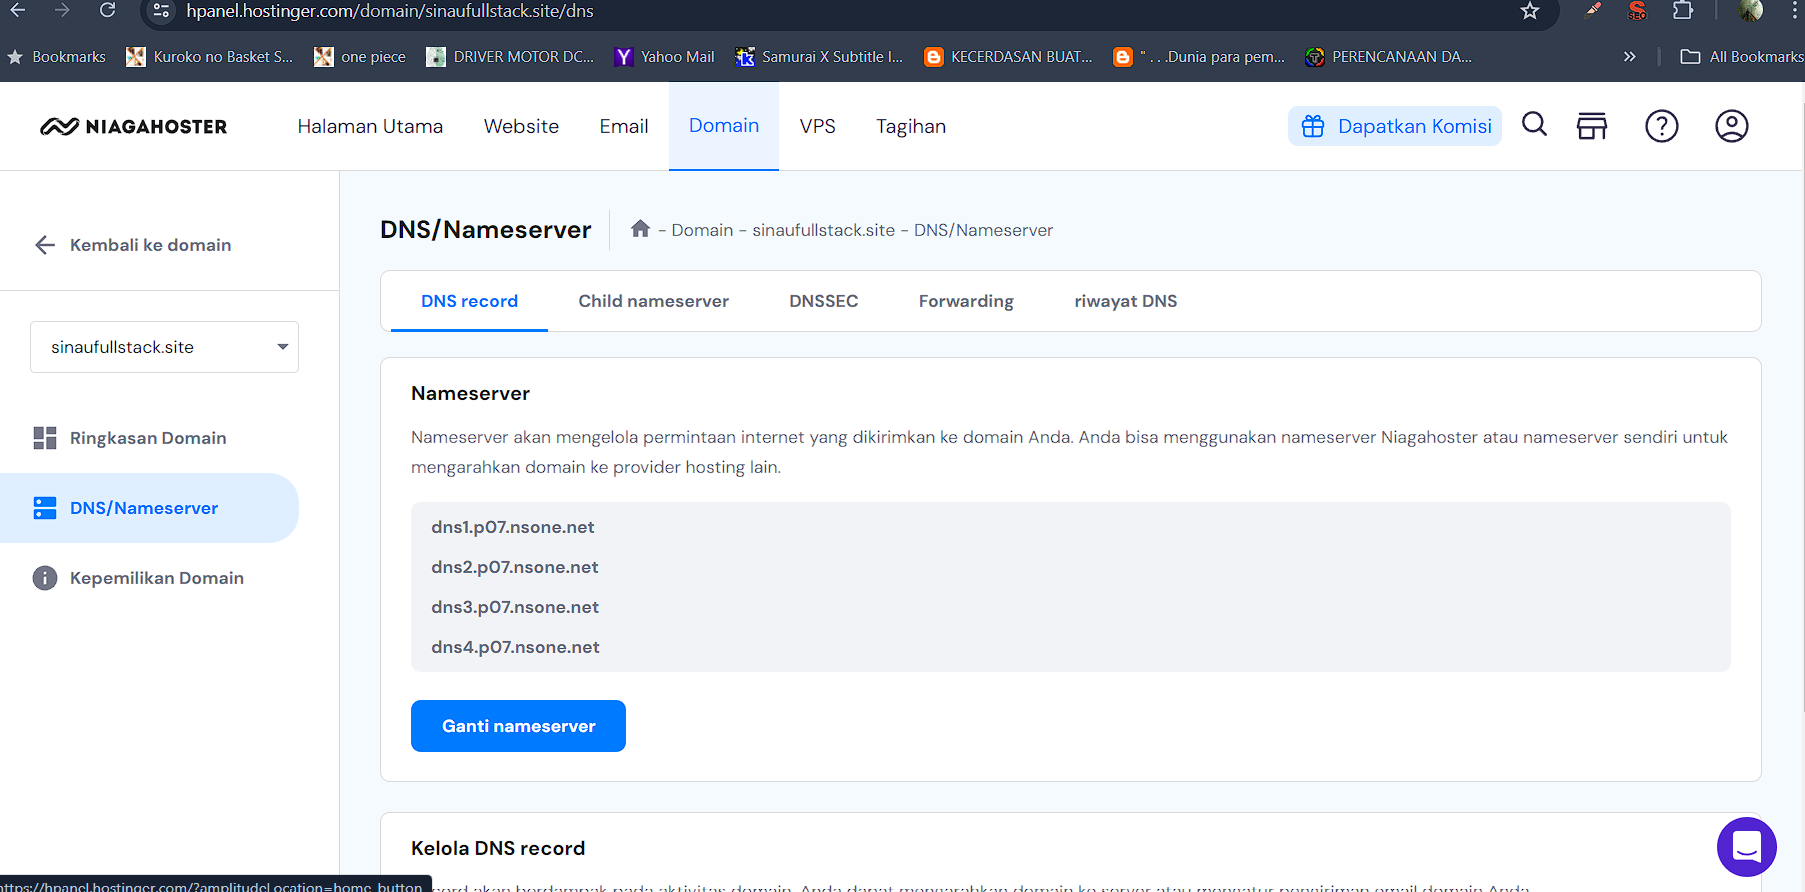 hpanel.hostinger.com/domain/sinaufullstack.site/dns
Bookmarks
Kuroko no Basket S...
one piece
DRIVER MOTOR DC...
Yahoo Mail
Samurai X Subtitle I...
KECERDASAN BUAT...
" . . .Dunia para pem...
PERENCANAAN DA...
All Bookmarks
NIAGAHOSTER
Halaman Utama
Website
Email
Domain
VPS
Tagihan
Dapatkan Komisi
Kembali ke domain
sinaufullstack.site
Ringkasan Domain
DNS/Nameserver
Kepemilikan Domain
DNS/Nameserver
- Domain - sinaufullstack.site - DNS/Nameserver
DNS record
Child nameserver
DNSSEC
Forwarding
riwayat DNS
Nameserver
Nameserver akan mengelola permintaan internet yang dikirimkan ke domain Anda. Anda bisa menggunakan nameserver Niagahoster atau nameserver sendiri untuk
mengarahkan domain ke provider hosting lain.
dns1.p07.nsone.net
dns2.p07.nsone.net
dns3.p07.nsone.net
dns4.p07.nsone.net
Ganti nameserver
Kelola DNS record
akan berdampak pada aktivitas domain. Anda dapat mengarahkan domain ke server atau mengatur pengiriman email domain Anda
https://hpanel.hostinger.com/?amplitudeLocation=home_button